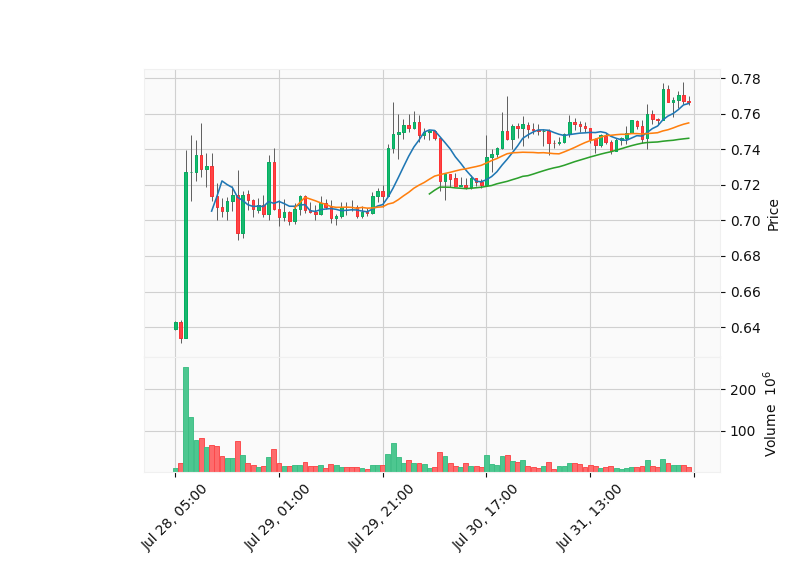 0.78
0.76
0.74
0.72
0.70
0.68
0.66
0.64
Price
200
100
Volume 10⁶
Jul 28, 05:00
Jul 29, 01:00
Jul 29, 21:00
Jul 30, 17:00
Jul 31, 13:00